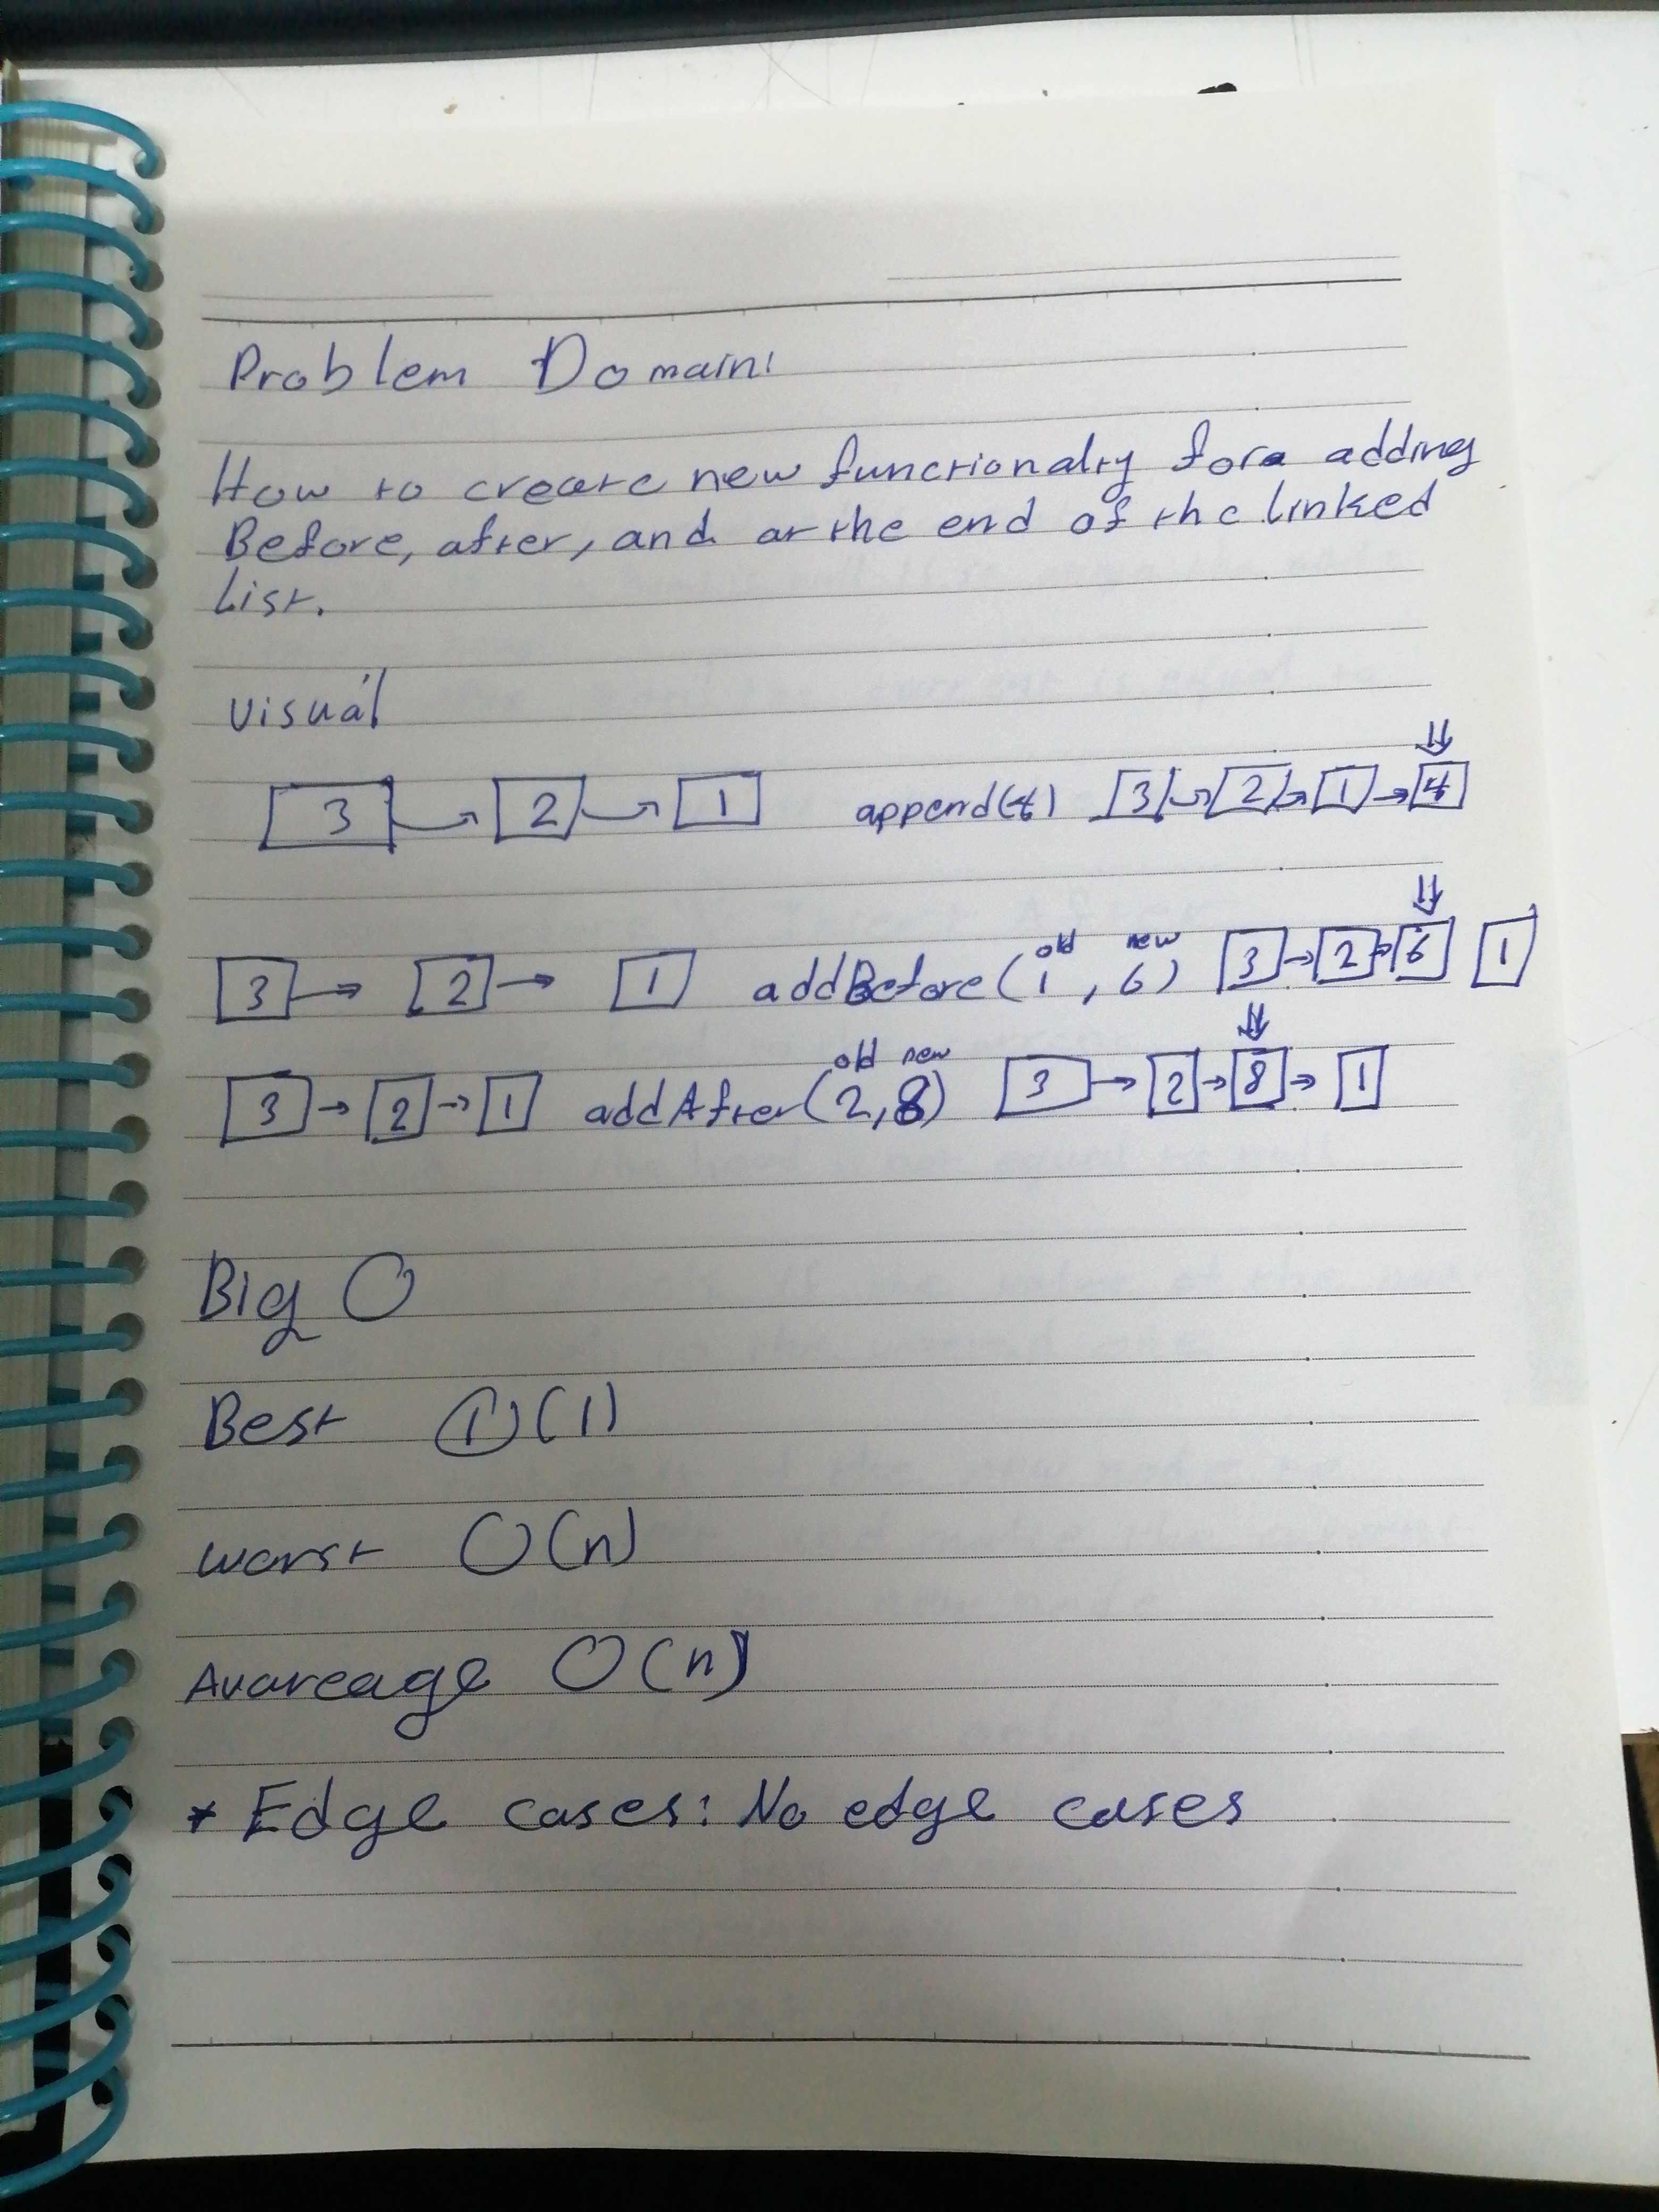 Problem Domain:
How to create new functionalty for adding
Before, after, and at the end of the linked
List.
Visual
3 → 2 → 1 append(4) 3 → 2 → 1 → 4
old new
3 → 2 → 1 addBefore(1, 6) 3 → 2 → 6 1
old new
3 → 2 → 1 addAfter(2,8) 3 → 2 → 8 → 1
Big O
Best O(1)
worst O(n)
Avareage O(n)
* Edge cases: No edge cases